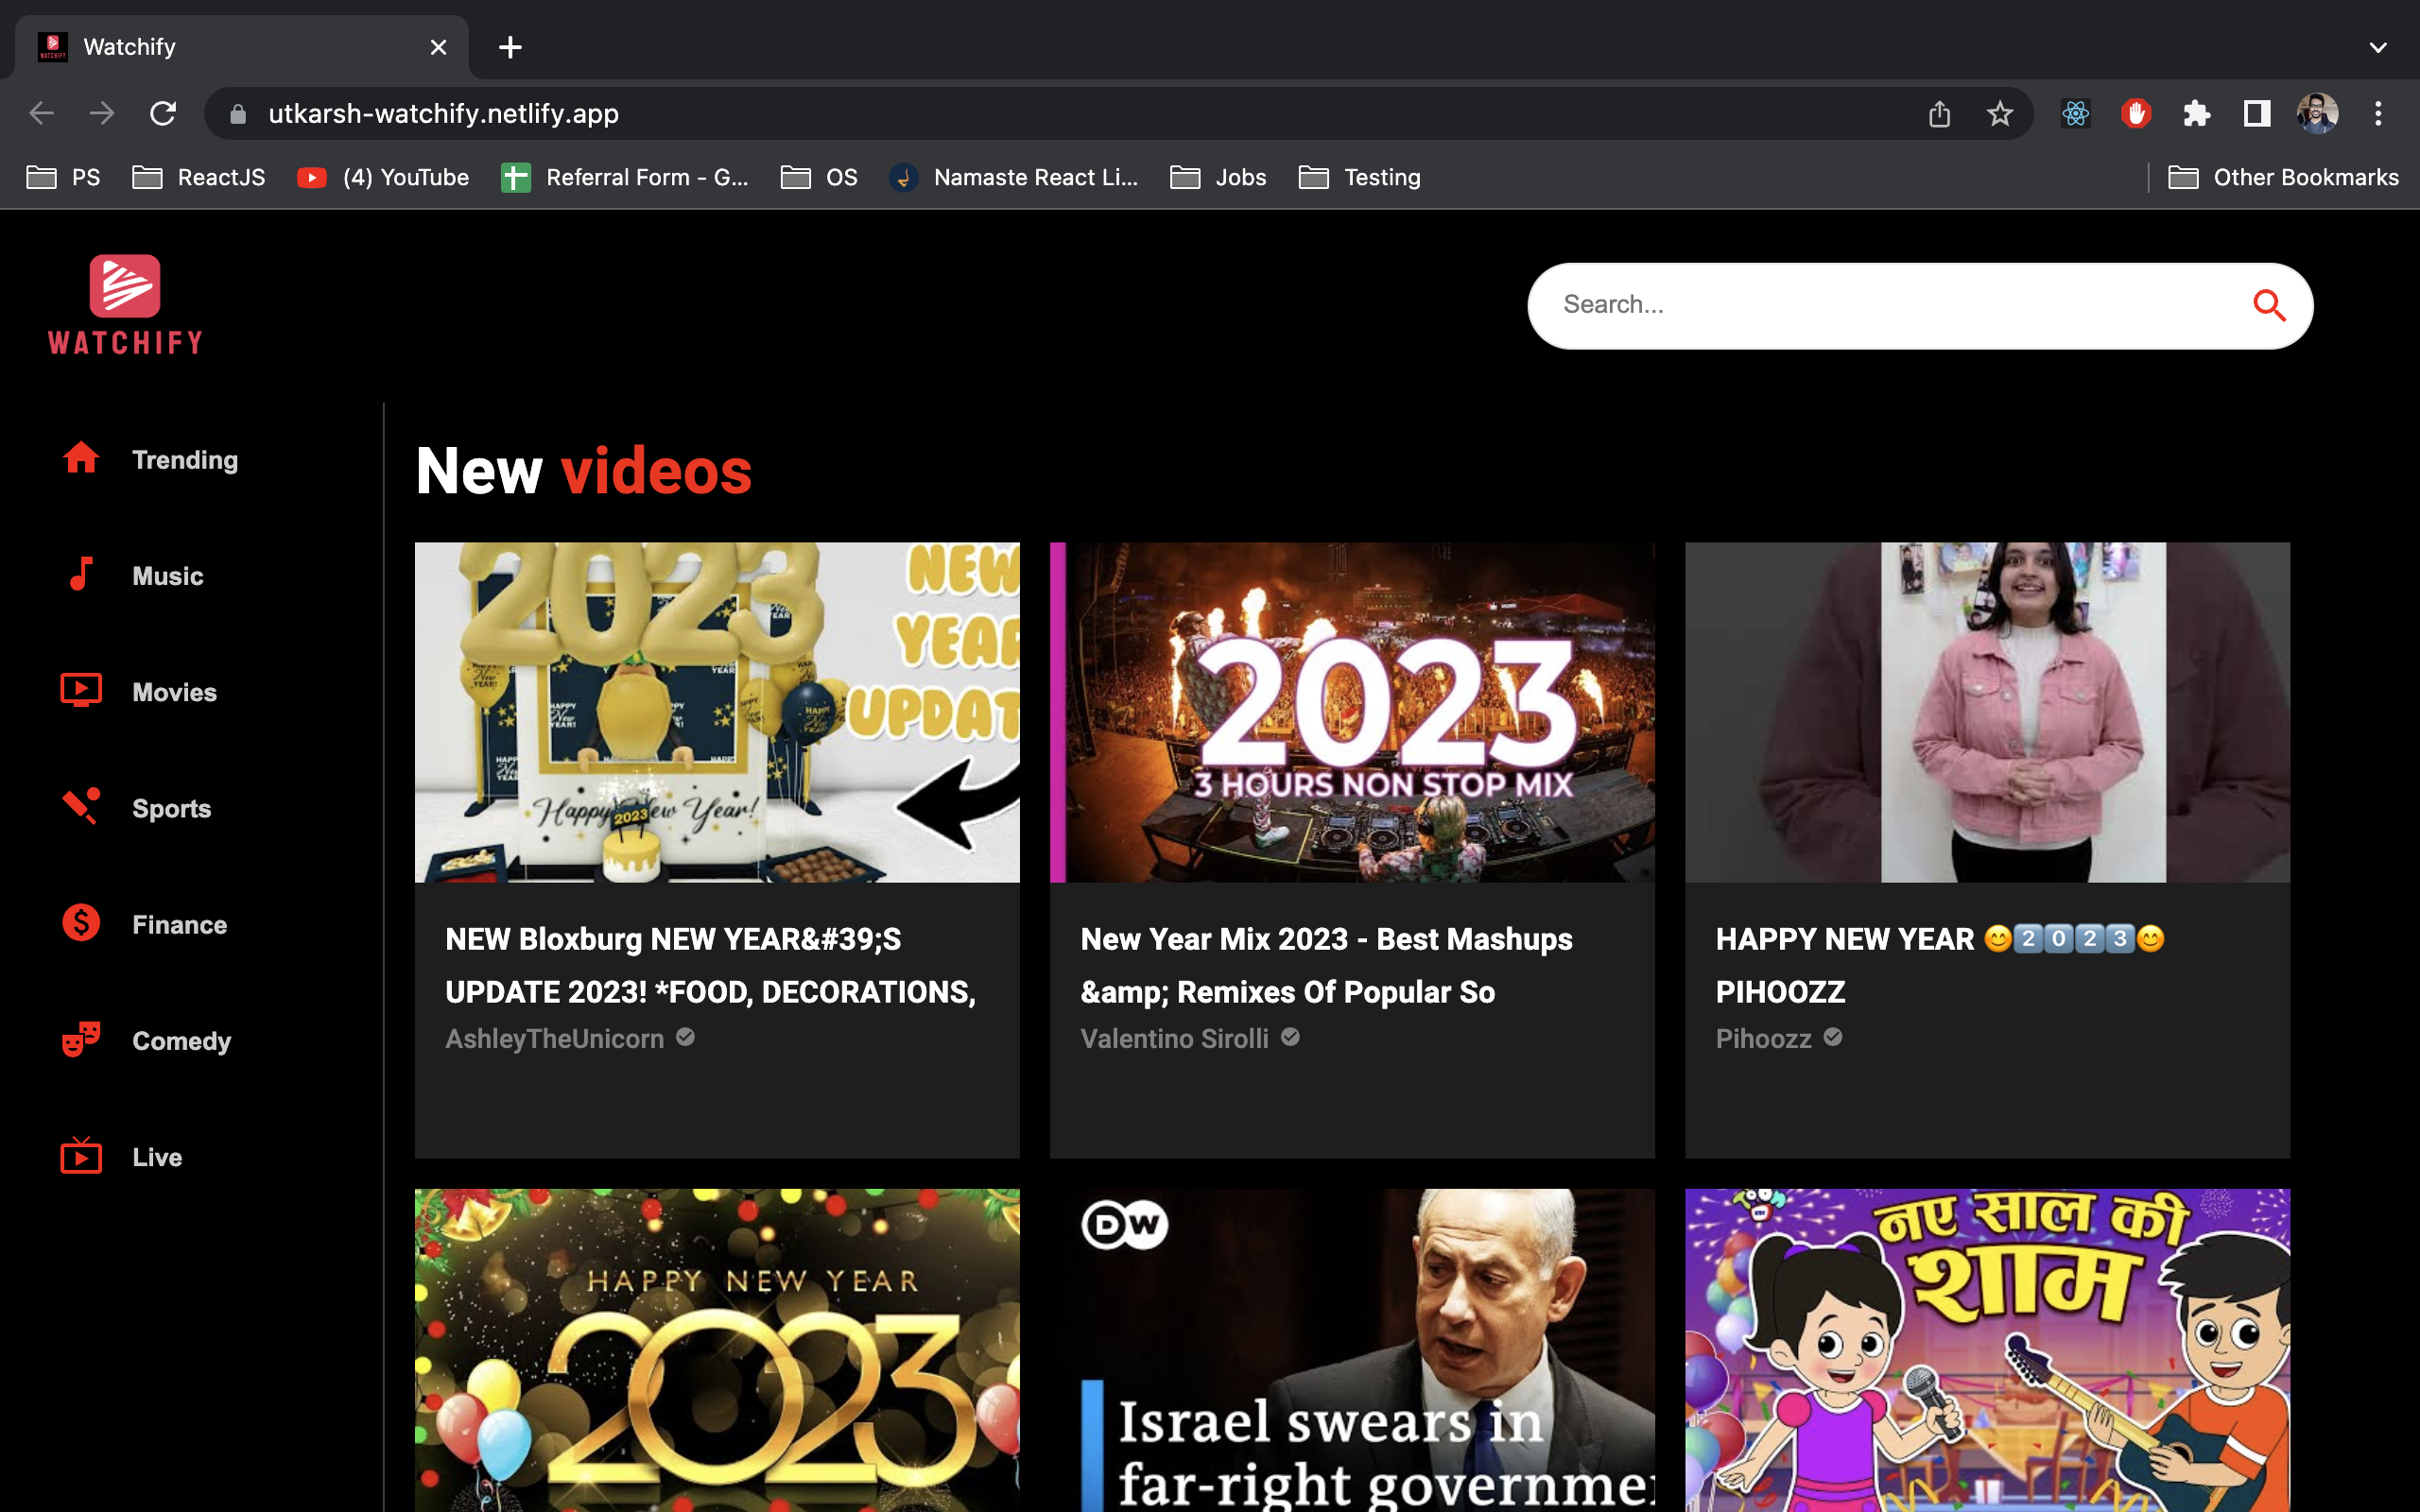 Watchify
utkarsh-watchify.netlify.app
PS
ReactJS
(4) YouTube
Referral Form - G...
OS
Namaste React Li...
Jobs
Testing
Other Bookmarks
WATCHIFY
Search...
Trending
Music
Movies
Sports
Finance
Comedy
Live
New videos
2023
NEW
YEAR
UPDAT
Happy New Year!
2023
2023
3 HOURS NON STOP MIX
NEW Bloxburg NEW YEAR&#39;S
UPDATE 2023! *FOOD, DECORATIONS,
AshleyTheUnicorn
New Year Mix 2023 - Best Mashups
&amp; Remixes Of Popular So
Valentino Sirolli
HAPPY NEW YEAR 😊2️⃣0️⃣2️⃣3️⃣😊
PIHOOZZ
Pihoozz
HAPPY NEW YEAR
2023
DW
Israel swears in
far-right governme
नए साल की
शाम